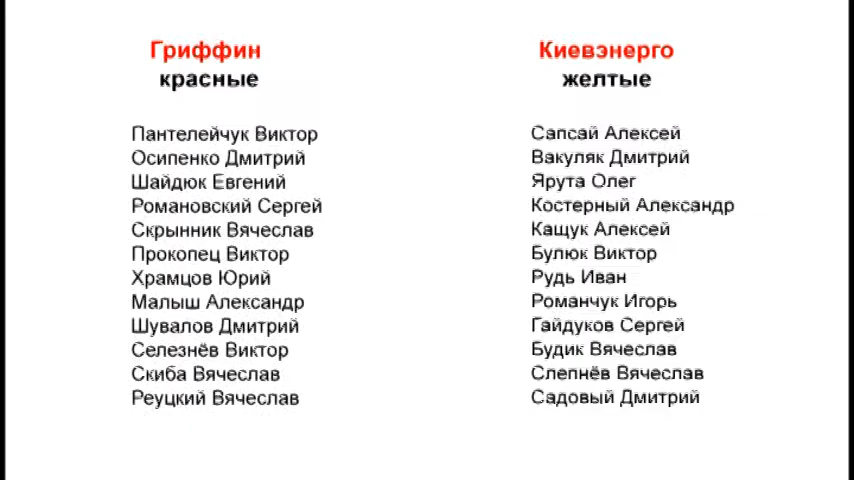 Гриффин
красные
Пантелейчук Виктор
Осипенко Дмитрий
Шайдюк Евгений
Романовский Сергей
Скрынник Вячеслав
Прокопец Виктор
Храмцов Юрий
Малыш Александр
Шувалов Дмитрий
Селезнёв Виктор
Скиба Вячеслав
Реуцкий Вячеслав
Киевэнерго
желтые
Сапсай Алексей
Вакуляк Дмитрий
Ярута Олег
Костерный Александр
Кащук Алексей
Булюк Виктор
Рудь Иван
Романчук Игорь
Гайдуков Сергей
Будик Вячеслав
Слепнёв Вячеслав
Садовый Дмитрий